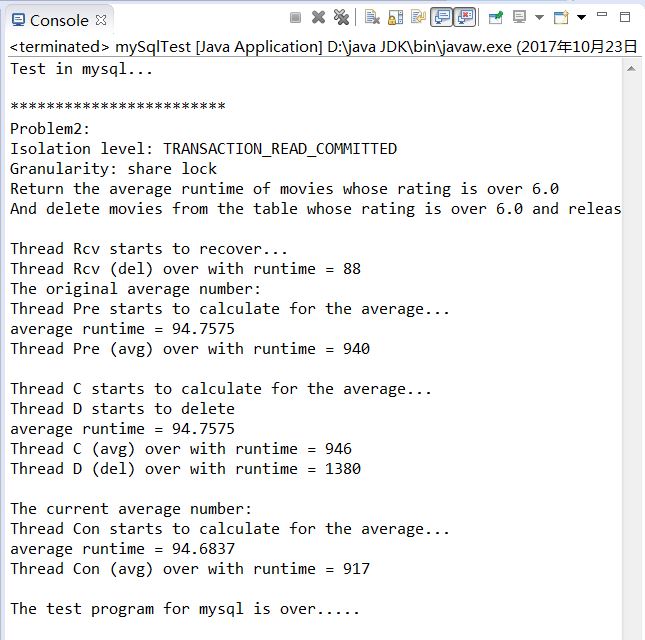 Console
<terminated> mySqlTest [Java Application] D:\java JDK\bin\javaw.exe (2017年10月23日
Test in mysql...
************************
Problem2:
Isolation level: TRANSACTION_READ_COMMITTED
Granularity: share lock
Return the average runtime of movies whose rating is over 6.0
And delete movies from the table whose rating is over 6.0 and releas
Thread Rcv starts to recover...
Thread Rcv (del) over with runtime = 88
The original average number:
Thread Pre starts to calculate for the average...
average runtime = 94.7575
Thread Pre (avg) over with runtime = 940
Thread C starts to calculate for the average...
Thread D starts to delete
average runtime = 94.7575
Thread C (avg) over with runtime = 946
Thread D (del) over with runtime = 1380
The current average number:
Thread Con starts to calculate for the average...
average runtime = 94.6837
Thread Con (avg) over with runtime = 917
The test program for mysql is over.....